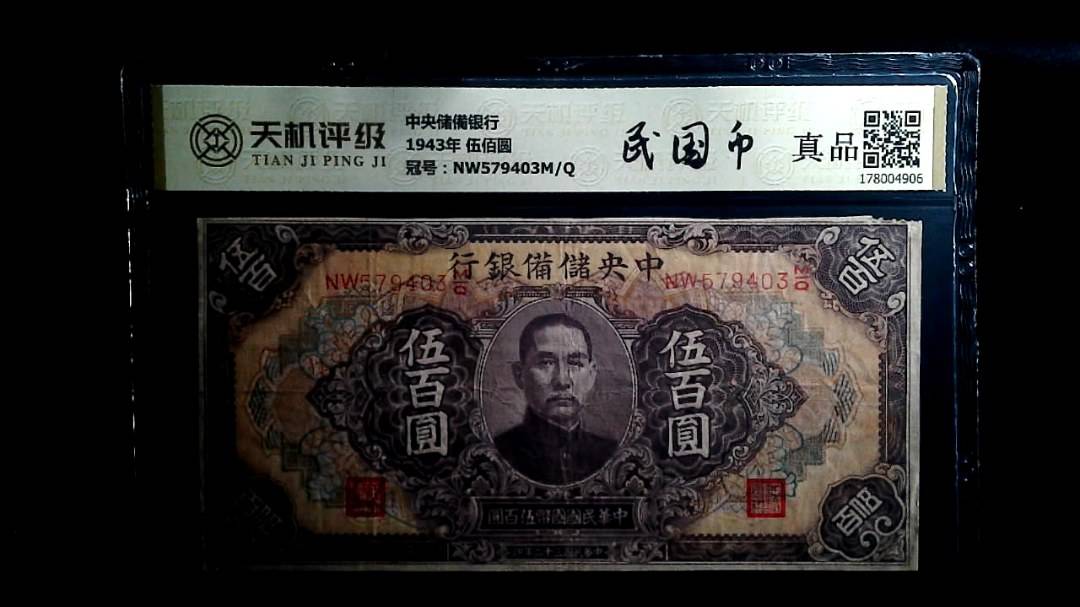 天机评级
TIAN JI PING JI
中央储備银行
1943年 伍佰圆
冠号：NW579403M/Q
民国币
真品
178004906
行銀備儲央中
NW579403 M/Q
NW579403 M/Q
伍百
伍百
伍百圓
伍百圓
圓百伍幣國國民華中
伍百